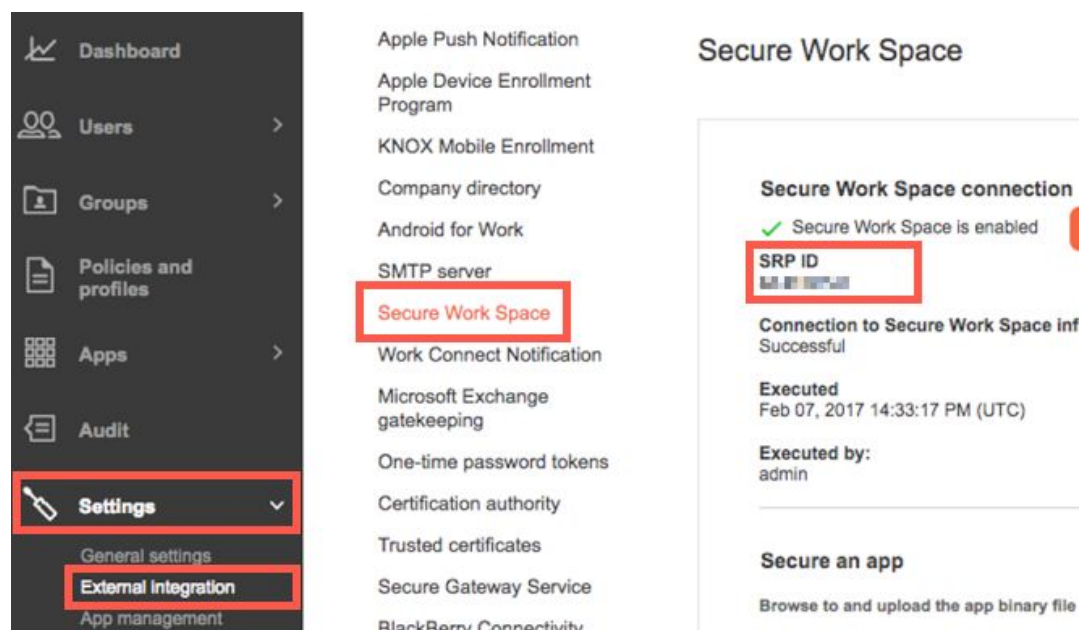 Dashboard
Users
Groups
Policies and
profiles
Apps
Audit
Settings
General settings
External integration
App management
Apple Push Notification
Apple Device Enrollment
Program
KNOX Mobile Enrollment
Company directory
Android for Work
SMTP server
Secure Work Space
Work Connect Notification
Microsoft Exchange
gatekeeping
One-time password tokens
Certification authority
Trusted certificates
Secure Gateway Service
BlackBerry Connectivity
Secure Work Space
Secure Work Space connection
Secure Work Space is enabled
SRP ID
Connection to Secure Work Space inf
Successful
Executed
Feb 07, 2017 14:33:17 PM (UTC)
Executed by:
admin
Secure an app
Browse to and upload the app binary file